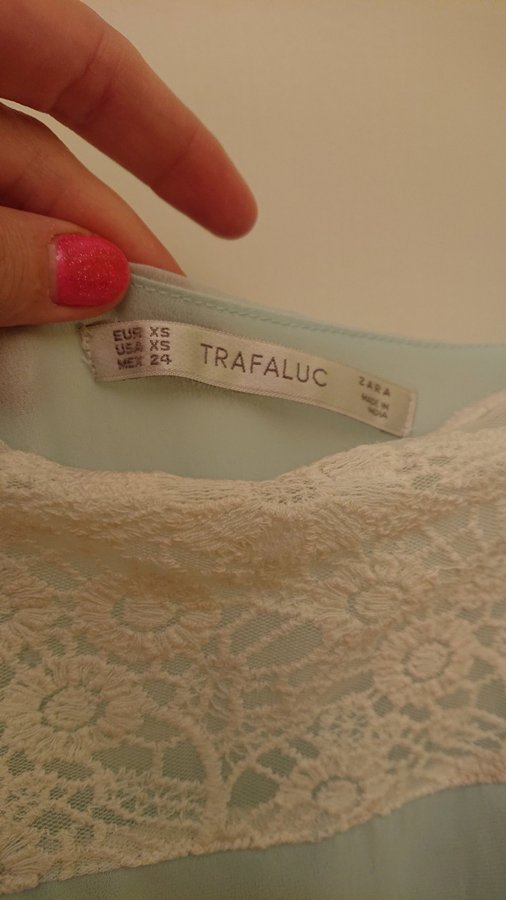 EUR XS
USA XS
MEX 24
TRAFALUC
ZARA
MADE IN
INDIA